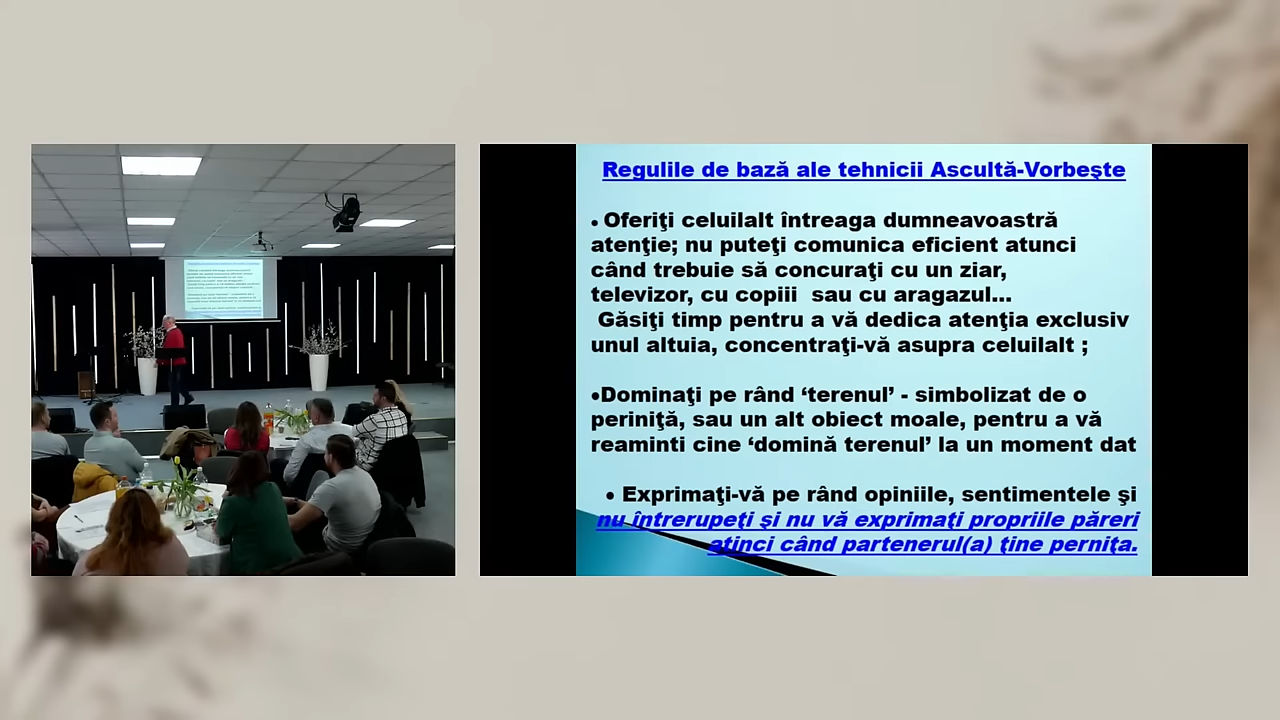 Regulile de bază ale tehnicii Ascultă-Vorbeşte
• Oferiţi celuilalt întreaga dumneavoastră
atenţie; nu puteţi comunica eficient atunci
când trebuie să concuraţi cu un ziar,
televizor, cu copiii sau cu aragazul...
Găsiţi timp pentru a vă dedica atenţia exclusiv
unul altuia, concentraţi-vă asupra celuilalt ;
•Dominaţi pe rând ‘terenul’ - simbolizat de o
periniţă, sau un alt obiect moale, pentru a vă
reaminti cine ‘domină terenul’ la un moment dat
• Exprimaţi-vă pe rând opiniile, sentimentele şi
nu întrerupeţi şi nu vă exprimaţi propriile păreri
atinci când partenerul(a) ţine perniţa.